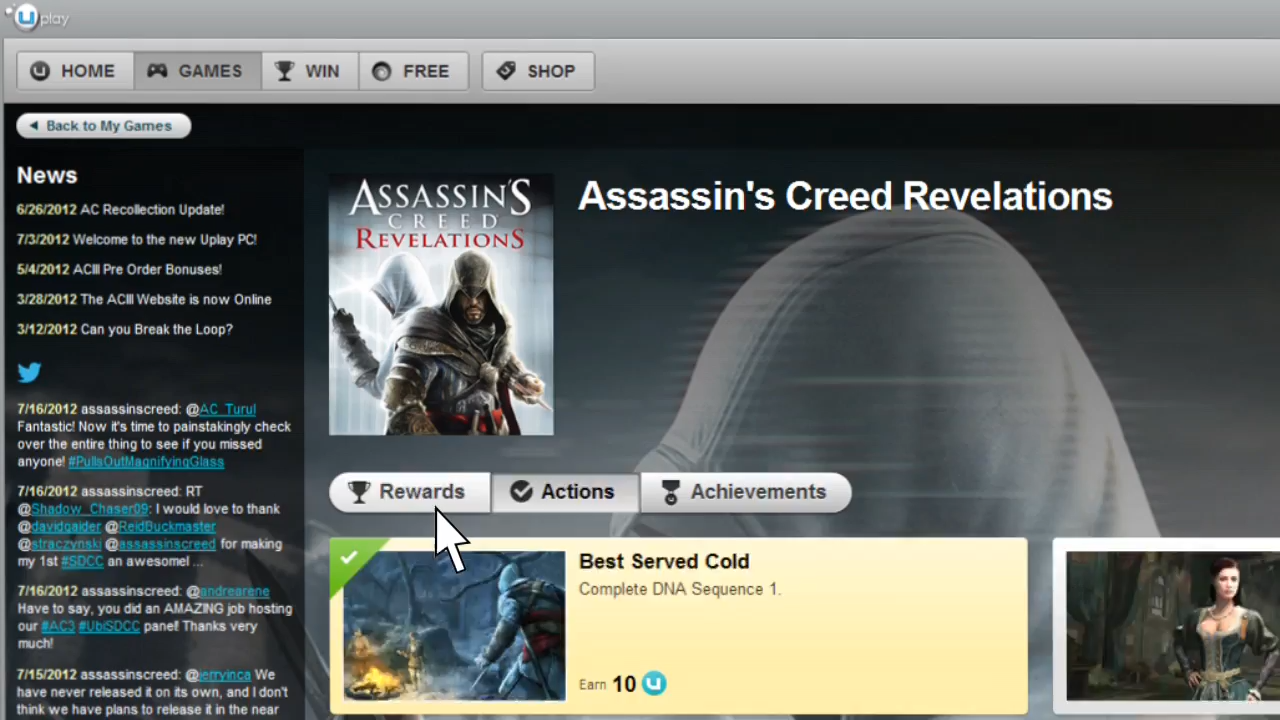 uplay
HOME
GAMES
WIN
FREE
SHOP
Back to My Games
News
6/26/2012 AC Recollection Update!
7/3/2012 Welcome to the new Uplay PC!
5/4/2012 ACIII Pre Order Bonuses!
3/28/2012 The ACIII Website is now Online
3/12/2012 Can you Break the Loop?
7/16/2012 assassinscreed: @AC_Turul
Fantastic! Now it's time to painstakingly check
over the entire thing to see if you missed
anyone! #PullsOutMagnifyingGlass
7/16/2012 assassinscreed: RT
@Shadow_Chaser09: I would love to thank
@davidgaider @ReidBuckmaster
@straczynski @assassinscreed for making
my 1st #SDCC an awesome! ...
7/16/2012 assassinscreed: @andrearene
Have to say, you did an AMAZING job hosting
our #AC3 #UbiSDCC panel! Thanks very
much!
7/15/2012 assassinscreed: @jerryinca We
have never released it on its own, and I don't
think we have plans to release it in the near
ASSASSIN'S
CREED
REVELATIONS
Assassin's Creed Revelations
Rewards
Actions
Achievements
Best Served Cold
Complete DNA Sequence 1.
Earn 10